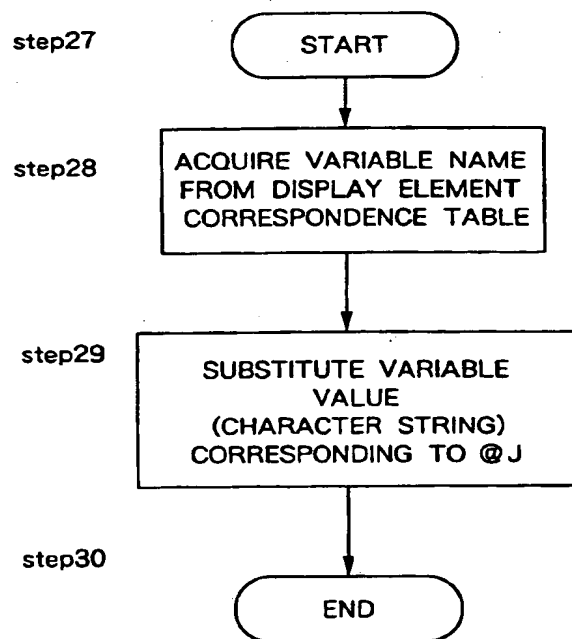 step27
START
step28
ACQUIRE VARIABLE NAME
FROM DISPLAY ELEMENT
CORRESPONDENCE TABLE
step29
SUBSTITUTE VARIABLE
VALUE
(CHARACTER STRING)
CORRESPONDING TO @J
step30
END